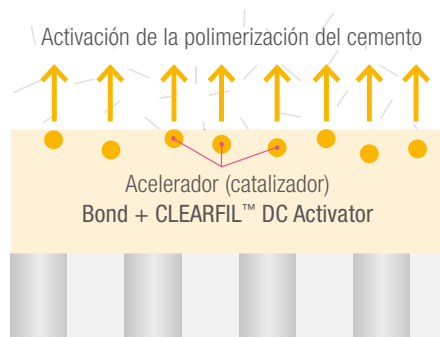 Activación de la polimerización del cemento
Acelerador (catalizador)
Bond + CLEARFIL™ DC Activator